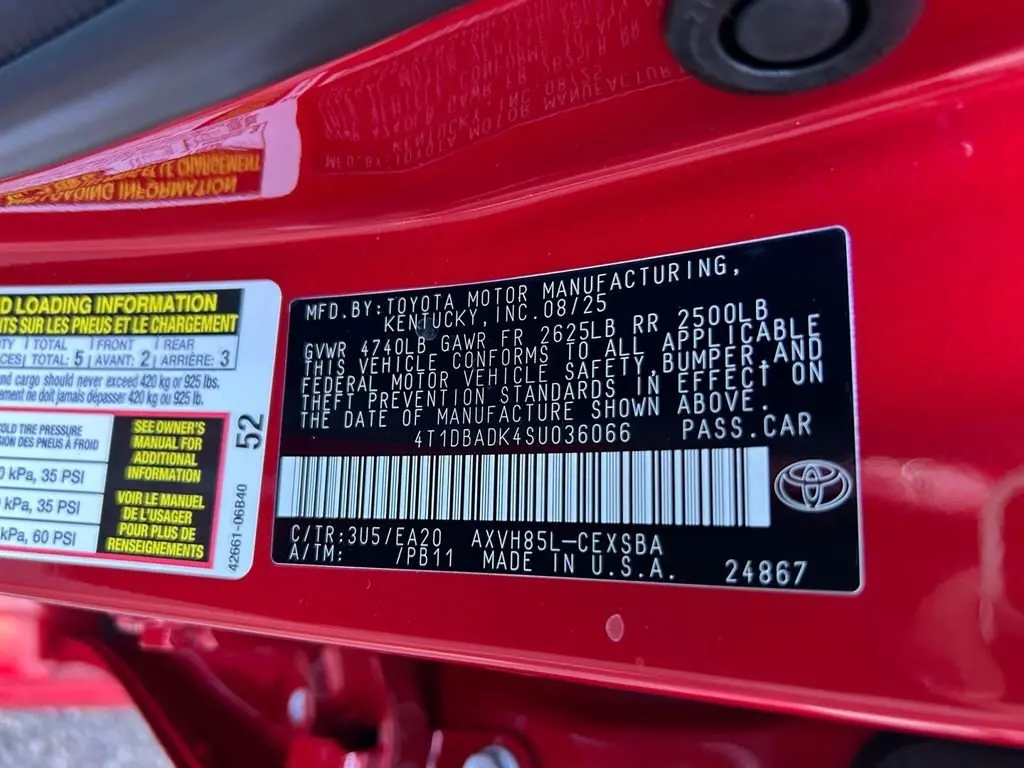 D LOADING INFORMATION
TS SUR LES PNEUS ET LE CHARGEMENT
TOTAL FRONT REAR
TOTAL: 5 AVANT: 2 ARRIÈRE: 3
and cargo should never exceed 420 kg or 925 lbs.
ne doit jamais dépasser 420 kg ou 925 lb.
COLD TIRE PRESSURE
DES PNEUS À FROID
kPa, 35 PSI
kPa, 35 PSI
kPa, 60 PSI
SEE OWNER'S
MANUAL FOR
ADDITIONAL
INFORMATION
VOIR LE MANUEL
DE L'USAGER
POUR PLUS DE
RENSEIGNEMENTS
52
42661-06B40
MFD.BY:TOYOTA MOTOR MANUFACTURING,
KENTUCKY,INC.08/25
GVWR 4740LB GAWR FR 2625LB RR 2500LB
THIS VEHICLE CONFORMS TO ALL APPLICABLE
FEDERAL MOTOR VEHICLE SAFETY,BUMPER,AND
THEFT PREVENTION STANDARDS IN EFFECT ON
THE DATE OF MANUFACTURE SHOWN ABOVE.
4T1DBADK4SU036066 PASS.CAR
C/TR:3U5/EA20 AXVH85L-CEXSBA
A/TM: /PB11 MADE IN U.S.A. 24867